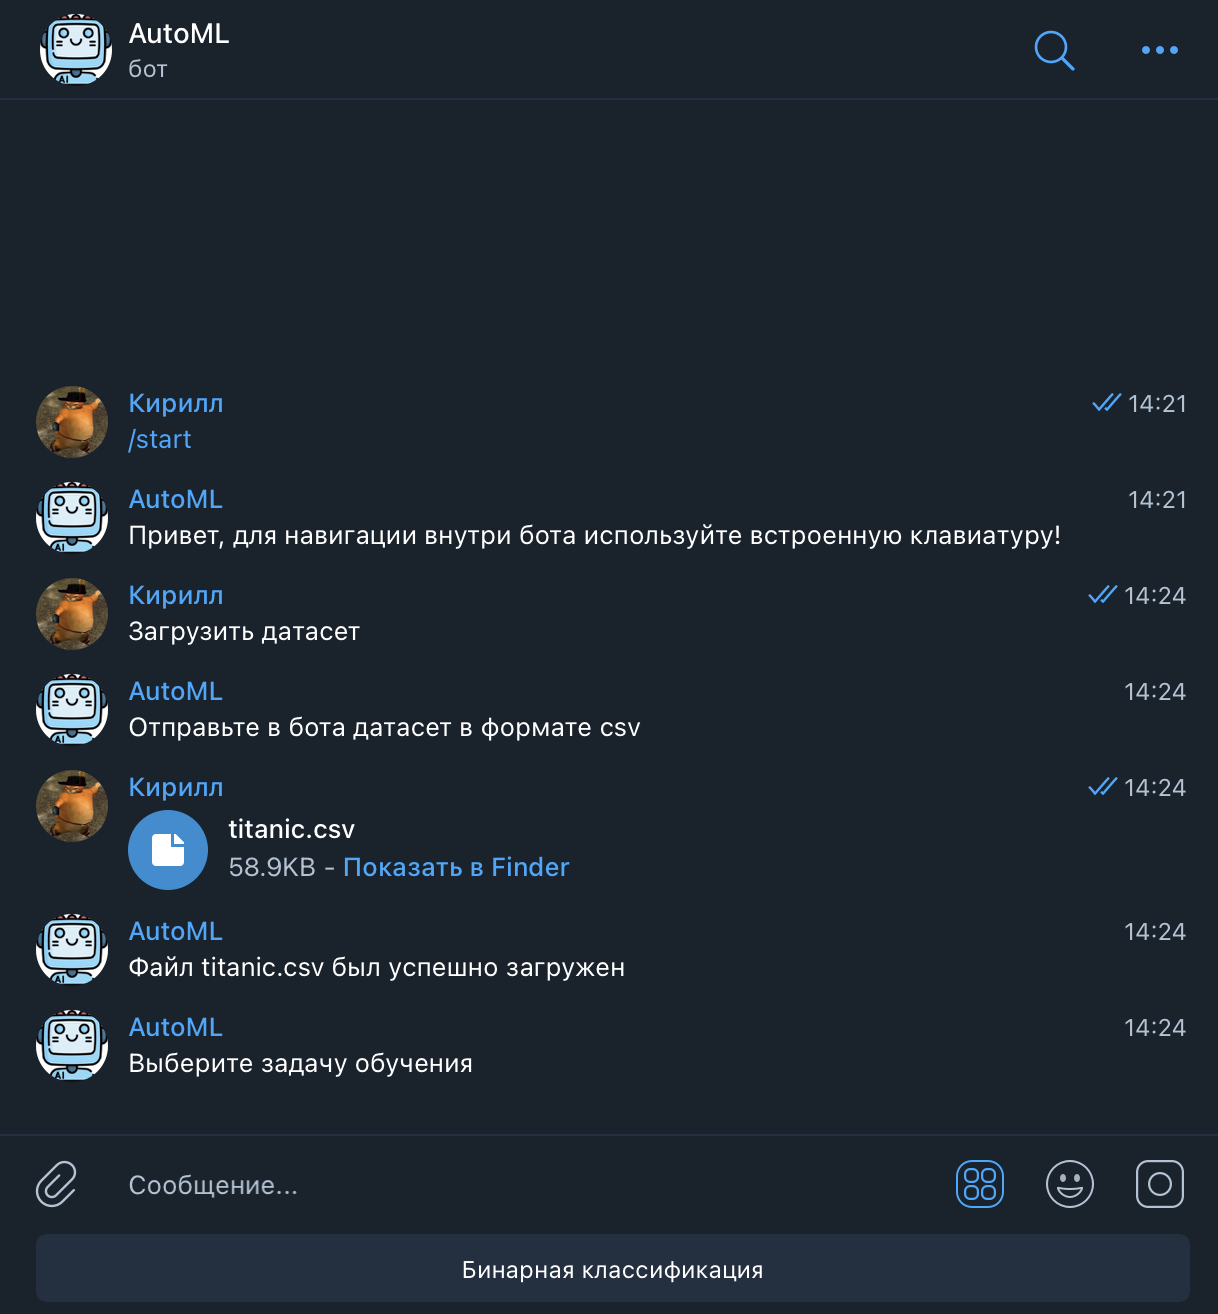 AutoML
бот
Кирилл
14:21
/start
AutoML
14:21
Привет, для навигации внутри бота используйте встроенную клавиатуру!
Кирилл
14:24
Загрузить датасет
AutoML
14:24
Отправьте в бота датасет в формате csv
Кирилл
14:24
titanic.csv
58.9KB - Показать в Finder
AutoML
14:24
Файл titanic.csv был успешно загружен
AutoML
14:24
Выберите задачу обучения
Сообщение...
Бинарная классификация